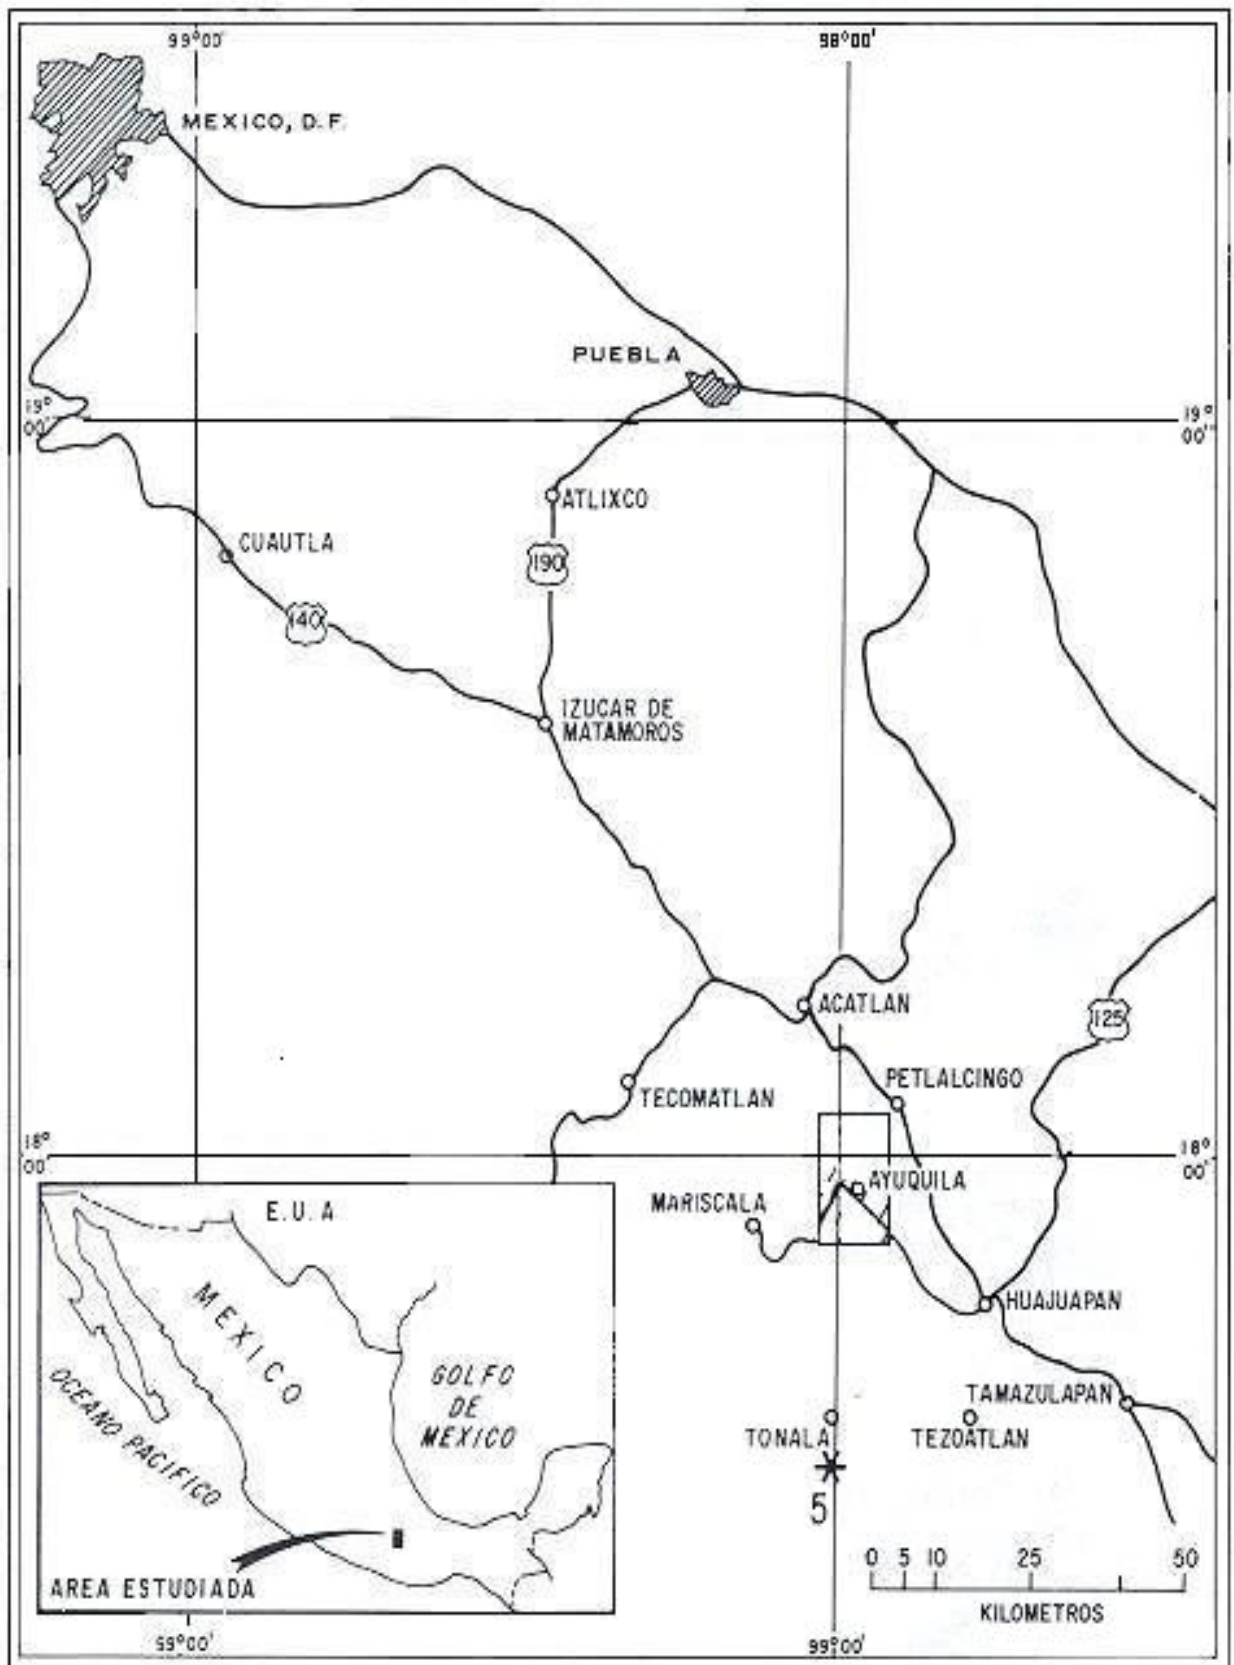 99°00'
98°00'
MEXICO, D.F.
PUEBLA
19°
00'
19°
00'
ATLIXCO
CUAUTLA
190
140
IZUCAR DE
MATAMOROS
ACATLAN
125
PETLALCINGO
TECOMATLAN
18°
00'
18°
00'
AYUQUILA
MARISCALA
E.U.A.
MEXICO
HUAJUAPAN
GOLFO
DE
MEXICO
OCEANO PACIFICO
TAMAZULAPAN
TONALA
TEZOATLAN
5
0 5 10 25 50
KILOMETROS
AREA ESTUDIADA
99°00'
99°00'